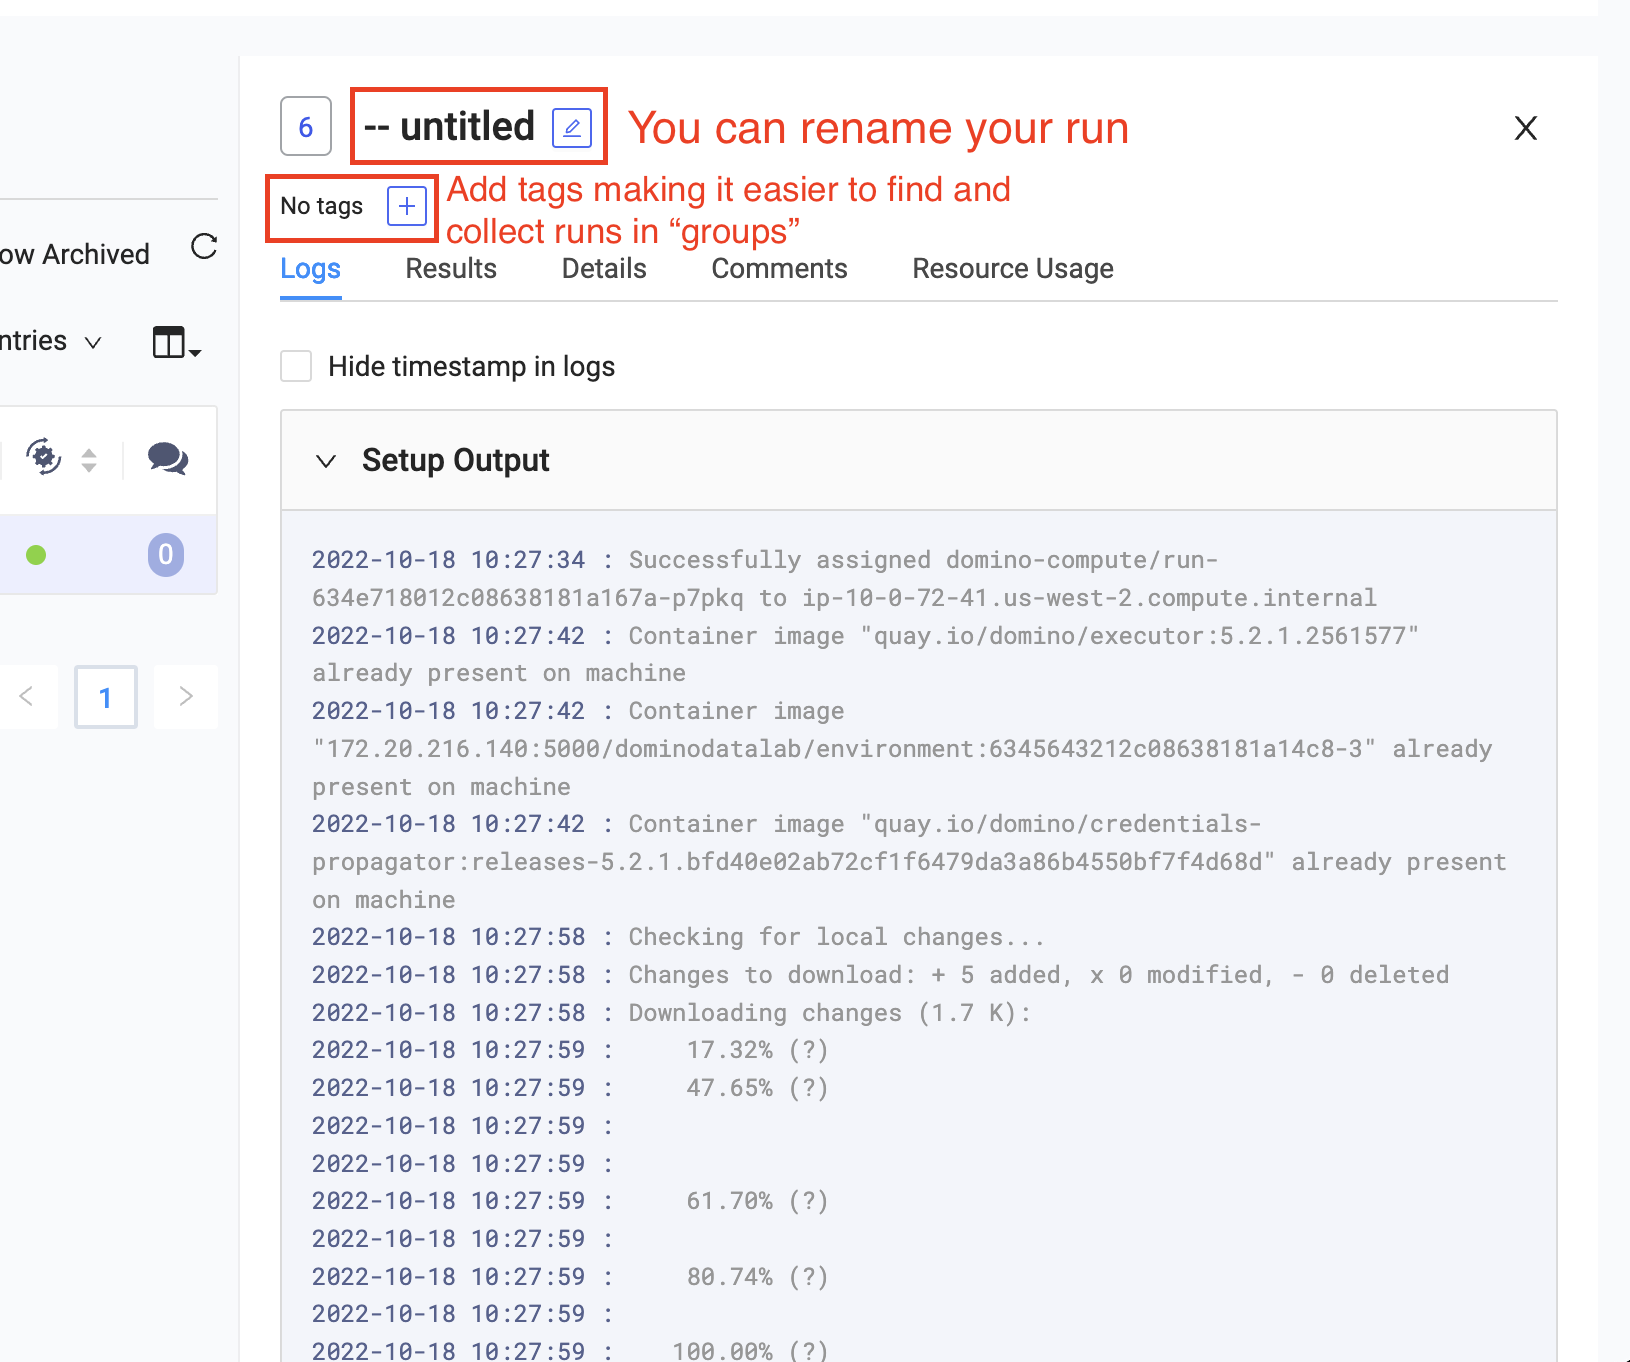 6
-- untitled
You can rename your run
X
No tags
+
Add tags making it easier to find and
collect runs in “groups”
ow Archived
Logs
Results
Details
Comments
Resource Usage
ntries
Hide timestamp in logs
Setup Output
0
< 1 >
2022-10-18 10:27:34 : Successfully assigned domino-compute/run-
634e718012c08638181a167a-p7pkq to ip-10-0-72-41.us-west-2.compute.internal
2022-10-18 10:27:42 : Container image "quay.io/domino/executor:5.2.1.2561577"
already present on machine
2022-10-18 10:27:42 : Container image
"172.20.216.140:5000/dominodatalab/environment:6345643212c08638181a14c8-3" already
present on machine
2022-10-18 10:27:42 : Container image "quay.io/domino/credentials-
propagator:releases-5.2.1.bfd40e02ab72cf1f6479da3a86b4550bf7f4d68d" already present
on machine
2022-10-18 10:27:58 : Checking for local changes...
2022-10-18 10:27:58 : Changes to download: + 5 added, x 0 modified, - 0 deleted
2022-10-18 10:27:58 : Downloading changes (1.7 K):
2022-10-18 10:27:59 : 17.32% (?)
2022-10-18 10:27:59 : 47.65% (?)
2022-10-18 10:27:59 :
2022-10-18 10:27:59 :
2022-10-18 10:27:59 : 61.70% (?)
2022-10-18 10:27:59 :
2022-10-18 10:27:59 : 80.74% (?)
2022-10-18 10:27:59 :
2022-10-18 10:27:59 : 100.00% (?)